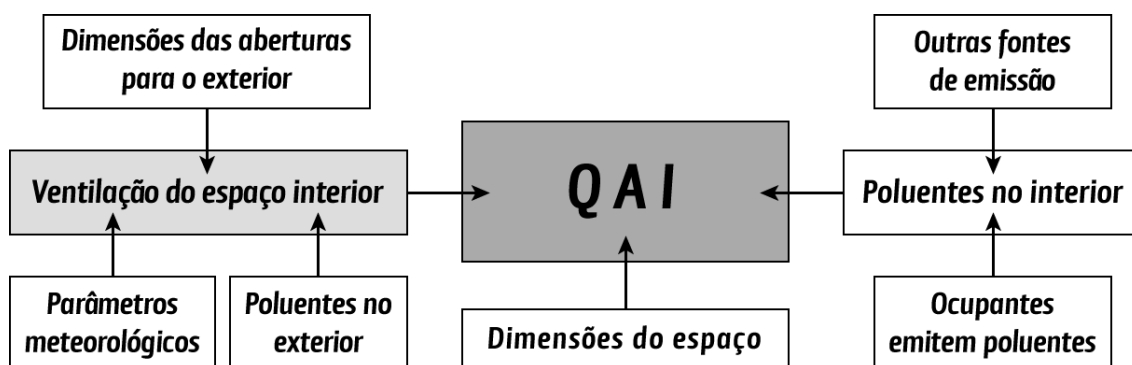 Dimensões das aberturas
para o exterior
Outras fontes
de emissão
Ventilação do espaço interior
QAI
Poluentes no interior
Parâmetros
meteorológicos
Poluentes no
exterior
Dimensões do espaço
Ocupantes
emitem poluentes